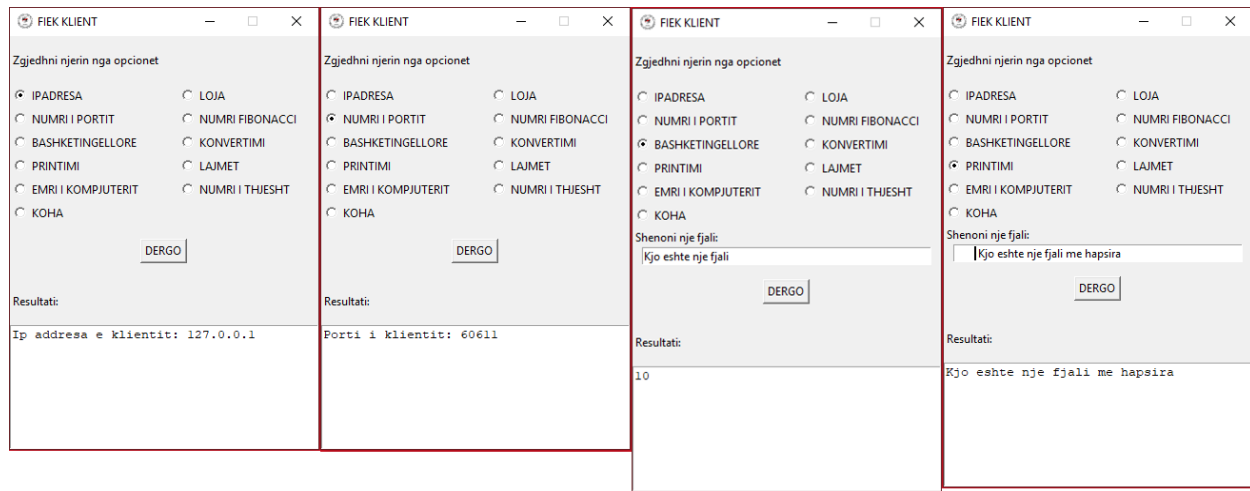 FIEK KLIENT
Zgjedhni njerin nga opcionet
IPADRESA LOJA
NUMRI I PORTIT NUMRI FIBONACCI
BASHKETINGELLORE KONVERTIMI
PRINTIMI LAJMET
EMRI I KOMPJUTERIT NUMRI I THJESHT
KOHA
DERGO
Resultati:
Ip addresa e klientit: 127.0.0.1
FIEK KLIENT
Zgjedhni njerin nga opcionet
IPADRESA LOJA
NUMRI I PORTIT NUMRI FIBONACCI
BASHKETINGELLORE KONVERTIMI
PRINTIMI LAJMET
EMRI I KOMPJUTERIT NUMRI I THJESHT
KOHA
DERGO
Resultati:
Porti i klientit: 60611
FIEK KLIENT
Zgjedhni njerin nga opcionet
IPADRESA LOJA
NUMRI I PORTIT NUMRI FIBONACCI
BASHKETINGELLORE KONVERTIMI
PRINTIMI LAJMET
EMRI I KOMPJUTERIT NUMRI I THJESHT
KOHA
Shenoni nje fjali:
Kjo eshte nje fjali
DERGO
Resultati:
10
FIEK KLIENT
Zgjedhni njerin nga opcionet
IPADRESA LOJA
NUMRI I PORTIT NUMRI FIBONACCI
BASHKETINGELLORE KONVERTIMI
PRINTIMI LAJMET
EMRI I KOMPJUTERIT NUMRI I THJESHT
KOHA
Shenoni nje fjali:
Kjo eshte nje fjali me hapsira
DERGO
Resultati:
Kjo eshte nje fjali me hapsira